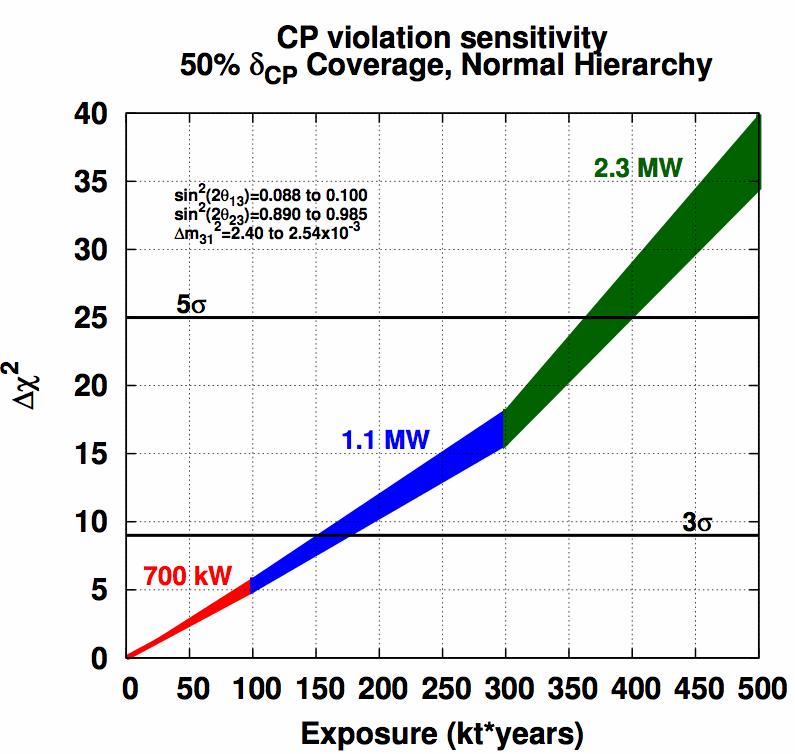 CP violation sensitivity
50% δCP Coverage, Normal Hierarchy
40
35
30
25
20
15
10
5
0
Δχ²
sin²(2θ₁₃)=0.088 to 0.100
sin²(2θ₂₃)=0.890 to 0.985
Δm₃₁²=2.40 to 2.54x10⁻³
2.3 MW
5σ
1.1 MW
3σ
700 kW
0 50 100 150 200 250 300 350 400 450 500
Exposure (kt*years)